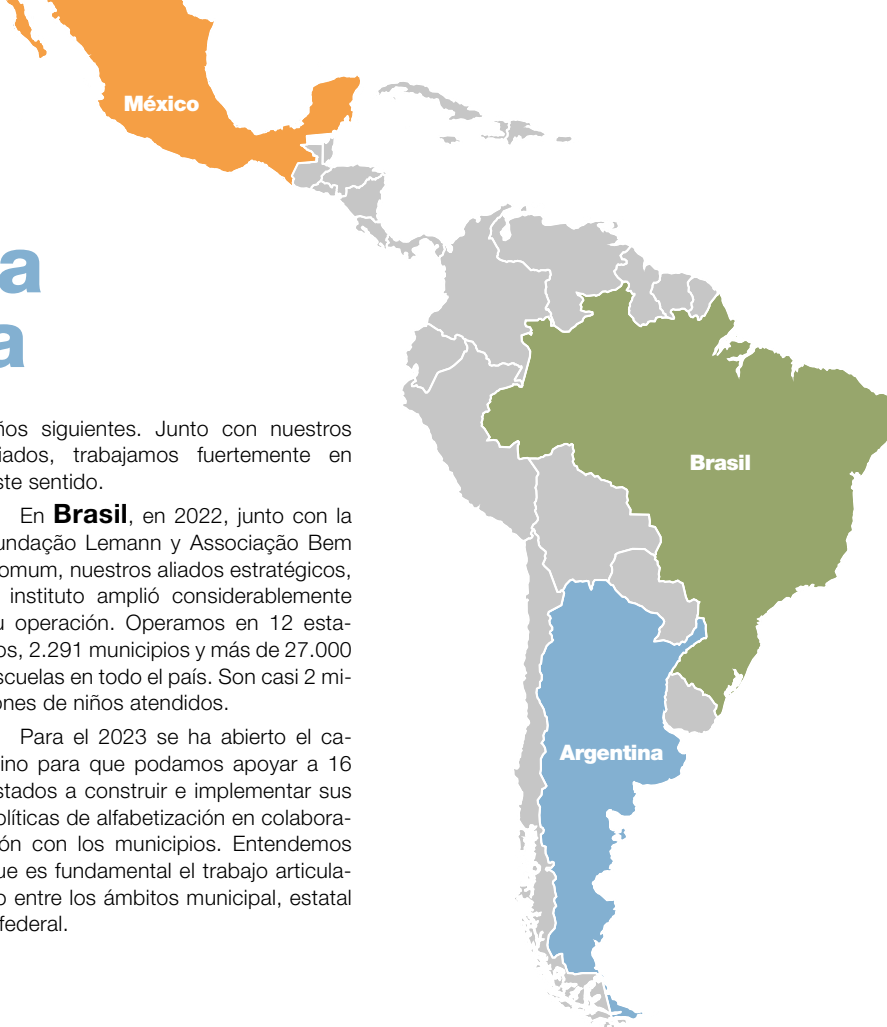 México
a
a
ños siguientes. Junto con nuestros
iados, trabajamos fuertemente en
ste sentido.
En Brasil, en 2022, junto con la
undação Lemann y Associação Bem
omum, nuestros aliados estratégicos,
instituto amplió considerablemente
u operación. Operamos en 12 esta-
os, 2.291 municipios y más de 27.000
scuelas en todo el país. Son casi 2 mi-
ones de niños atendidos.
Para el 2023 se ha abierto el ca-
ino para que podamos apoyar a 16
stados a construir e implementar sus
olíticas de alfabetización en colabora-
ón con los municipios. Entendemos
ue es fundamental el trabajo articula-
o entre los ámbitos municipal, estatal
federal.
Brasil
Argentina